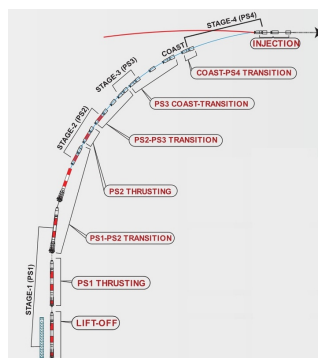 STAGE-4 (PS4)
INJECTION
COAST
COAST-PS4 TRANSITION
STAGE-3 (PS3)
PS3 COAST-TRANSITION
STAGE-2 (PS2)
PS2-PS3 TRANSITION
PS2 THRUSTING
PS1-PS2 TRANSITION
STAGE-1 (PS1)
PS1 THRUSTING
LIFT-OFF